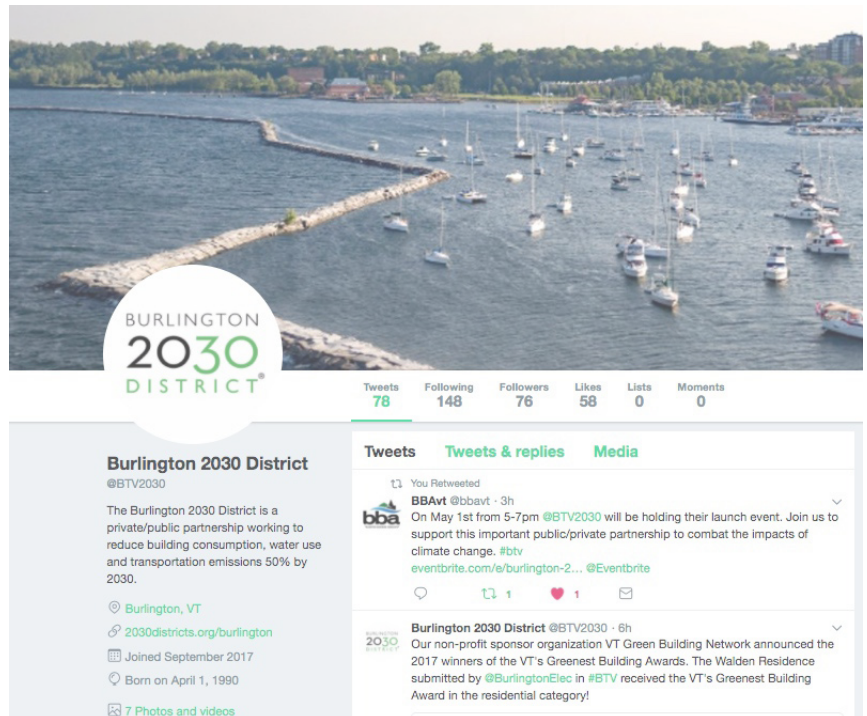 BURLINGTON
2030
DISTRICT®
Tweets
78
Following
148
Followers
76
Likes
58
Lists
0
Moments
0
Burlington 2030 District
@BTV2030
The Burlington 2030 District is a
private/public partnership working to
reduce building consumption, water use
and transportation emissions 50% by
2030.
Burlington, VT
2030districts.org/burlington
Joined September 2017
Born on April 1, 1990
7 Photos and videos
Tweets Tweets & replies Media
You Retweeted
bba
BBAvt @bbavt · 3h
On May 1st from 5-7pm @BTV2030 will be holding their launch event. Join us to
support this important public/private partnership to combat the impacts of
climate change. #btv
eventbrite.com/e/burlington-2... @Eventbrite
1 1
BURLINGTON
2030
DISTRICT
Burlington 2030 District @BTV2030 · 6h
Our non-profit sponsor organization VT Green Building Network announced the
2017 winners of the VT's Greenest Building Awards. The Walden Residence
submitted by @BurlingtonElec in #BTV received the VT's Greenest Building
Award in the residential category!